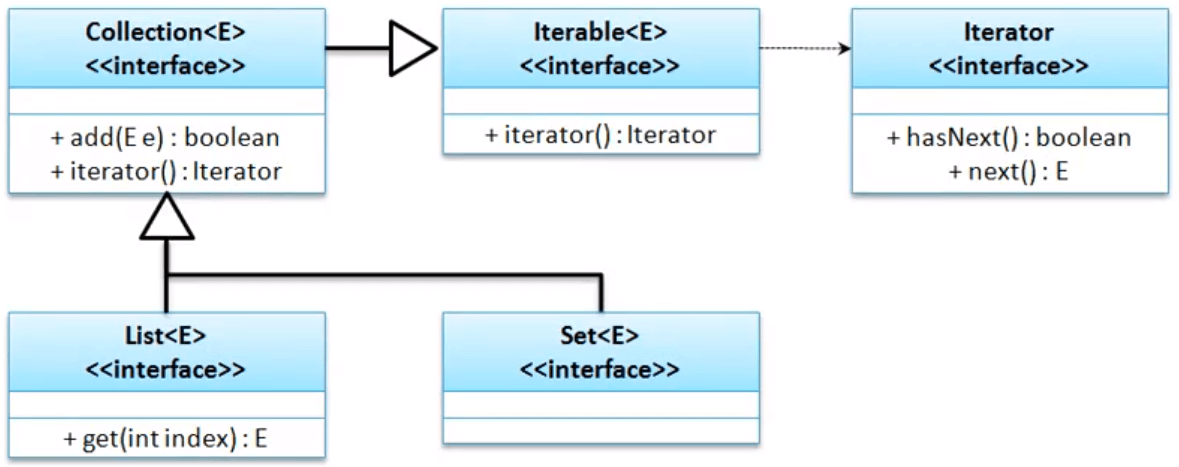 Collection<E>
<<interface>>
+ add(E e) : boolean
+ iterator() : Iterator
Iterable<E>
<<interface>>
+ iterator() : Iterator
Iterator
<<interface>>
+ hasNext() : boolean
+ next() : E
List<E>
<<interface>>
+ get(int index) : E
Set<E>
<<interface>>